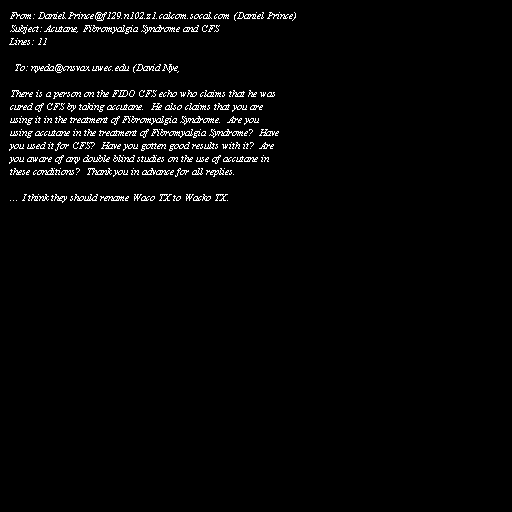 From: Daniel.Prince@f129.n102.z1.calcom.socal.com (Daniel Prince)
Subject: Acutane, Fibromyalgia Syndrome and CFS
Lines: 11
To: nyeda@cnsvax.uwec.edu (David Nye,
There is a person on the FIDO CFS echo who claims that he was
cured of CFS by taking accutane. He also claims that you are
using it in the treatment of Fibromyalgia Syndrome. Are you
using accutane in the treatment of Fibromyalgia Syndrome? Have
you used it for CFS? Have you gotten good results with it? Are
you aware of any double blind studies on the use of accutane in
these conditions? Thank you in advance for all replies.
... I think they should rename Waco TX to Wacko TX.